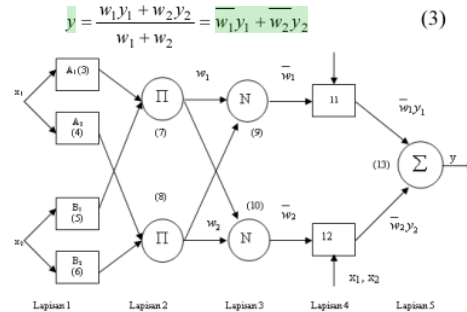 y = (w₁y₁ + w₂y₂) / (w₁ + w₂) = w̅₁y₁ + w̅₂y₂ (3)
A₁(3)
x₁
A₂
(4)
B₁
(5)
x₂
B₂
(6)
Π
(7)
(8)
Π
w₁
w₂
N
(9)
(10)
N
w̅₁
w̅₂
11
12
x₁, x₂
w̅₁y₁
(13)
Σ
y
w̅₂y₂
Lapisan 1 Lapisan 2 Lapisan 3 Lapisan 4 Lapisan 5